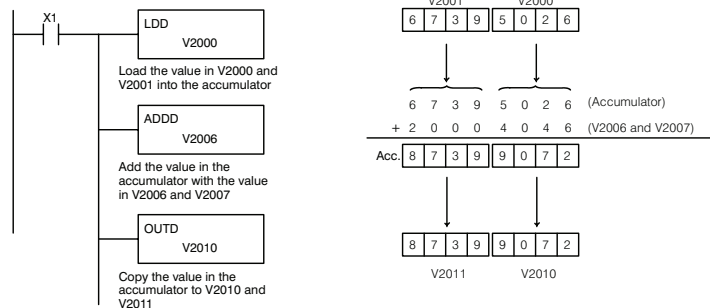 X1
LDD
V2000
Load the value in V2000 and
V2001 into the accumulator
ADDD
V2006
Add the value in the
accumulator with the value
in V2006 and V2007
OUTD
V2010
Copy the value in the
accumulator to V2010 and
V2011
V2001 V2000
6 7 3 9 5 0 2 6
6 7 3 9 5 0 2 6 (Accumulator)
+ 2 0 0 0 4 0 4 6 (V2006 and V2007)
Acc. 8 7 3 9 9 0 7 2
8 7 3 9 9 0 7 2
V2011 V2010